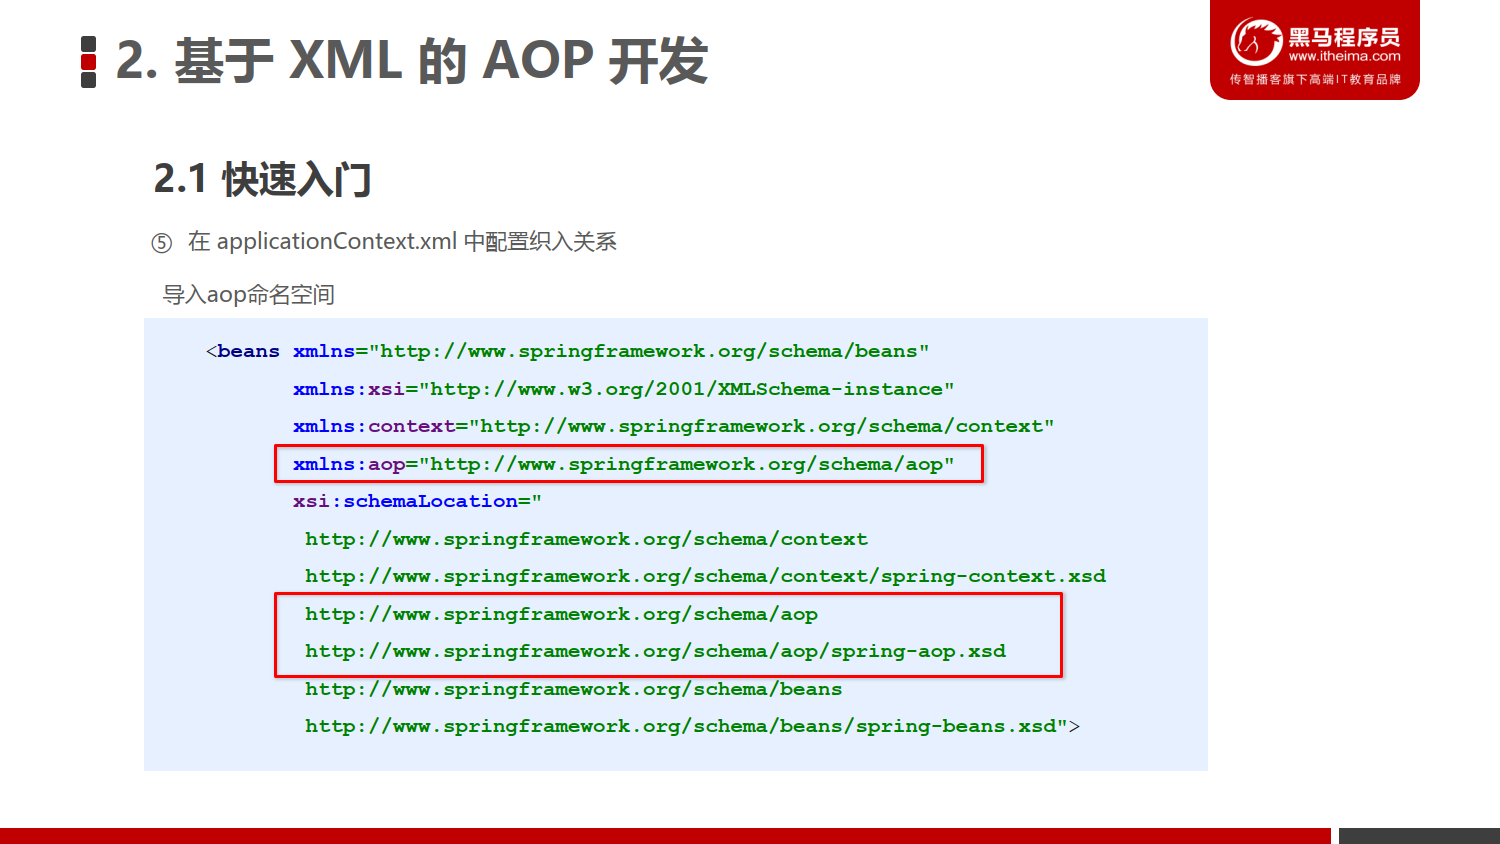 2. 基于 XML 的 AOP 开发
黑马程序员
www.itheima.com
传智播客旗下高端IT教育品牌
2.1 快速入门
⑤ 在 applicationContext.xml 中配置织入关系
导入aop命名空间
<beans xmlns="http://www.springframework.org/schema/beans"
xmlns:xsi="http://www.w3.org/2001/XMLSchema-instance"
xmlns:context="http://www.springframework.org/schema/context"
xmlns:aop="http://www.springframework.org/schema/aop"
xsi:schemaLocation="
http://www.springframework.org/schema/context
http://www.springframework.org/schema/context/spring-context.xsd
http://www.springframework.org/schema/aop
http://www.springframework.org/schema/aop/spring-aop.xsd
http://www.springframework.org/schema/beans
http://www.springframework.org/schema/beans/spring-beans.xsd">